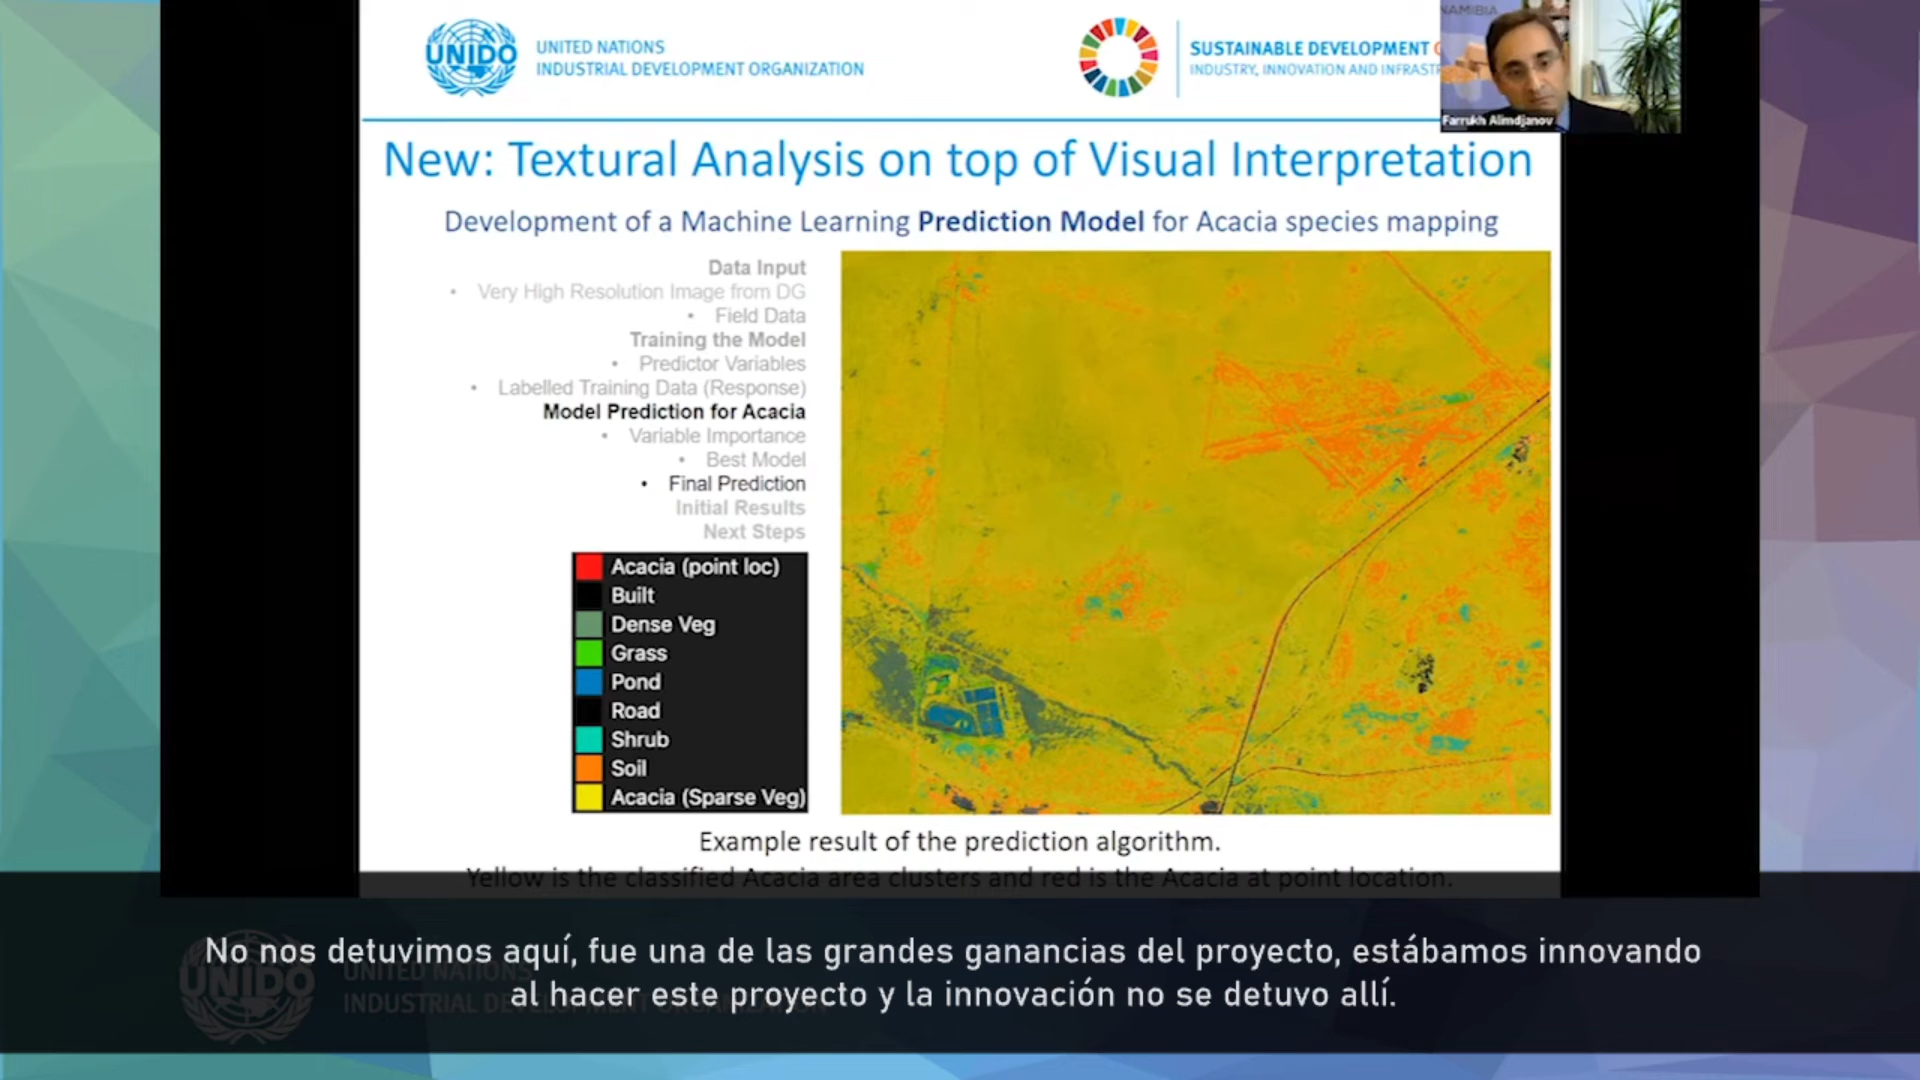 UNIDO
UNITED NATIONS
INDUSTRIAL DEVELOPMENT ORGANIZATION
SUSTAINABLE DEVELOPMENT
INDUSTRY, INNOVATION AND INFRAST
NAMIBIA
Farrukh Alimdjanov
New: Textural Analysis on top of Visual Interpretation
Development of a Machine Learning Prediction Model for Acacia species mapping
Data Input
• Very High Resolution Image from DG
• Field Data
Training the Model
• Predictor Variables
• Labelled Training Data (Response)
Model Prediction for Acacia
• Variable Importance
• Best Model
• Final Prediction
Initial Results
Next Steps
Acacia (point loc)
Built
Dense Veg
Grass
Pond
Road
Shrub
Soil
Acacia (Sparse Veg)
Example result of the prediction algorithm.
Yellow is the classified Acacia area clusters and red is the Acacia at point location.
UNIDO
UNITED NATIONS
INDUSTRIAL DEVELOPMENT ORGANIZATION
No nos detuvimos aquí, fue una de las grandes ganancias del proyecto, estábamos innovando
al hacer este proyecto y la innovación no se detuvo allí.